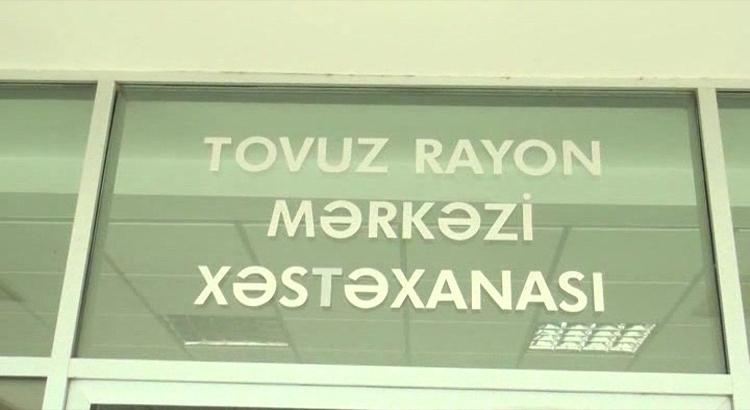 TOVUZ RAYON
MƏRKƏZİ
XƏSTƏXANASI